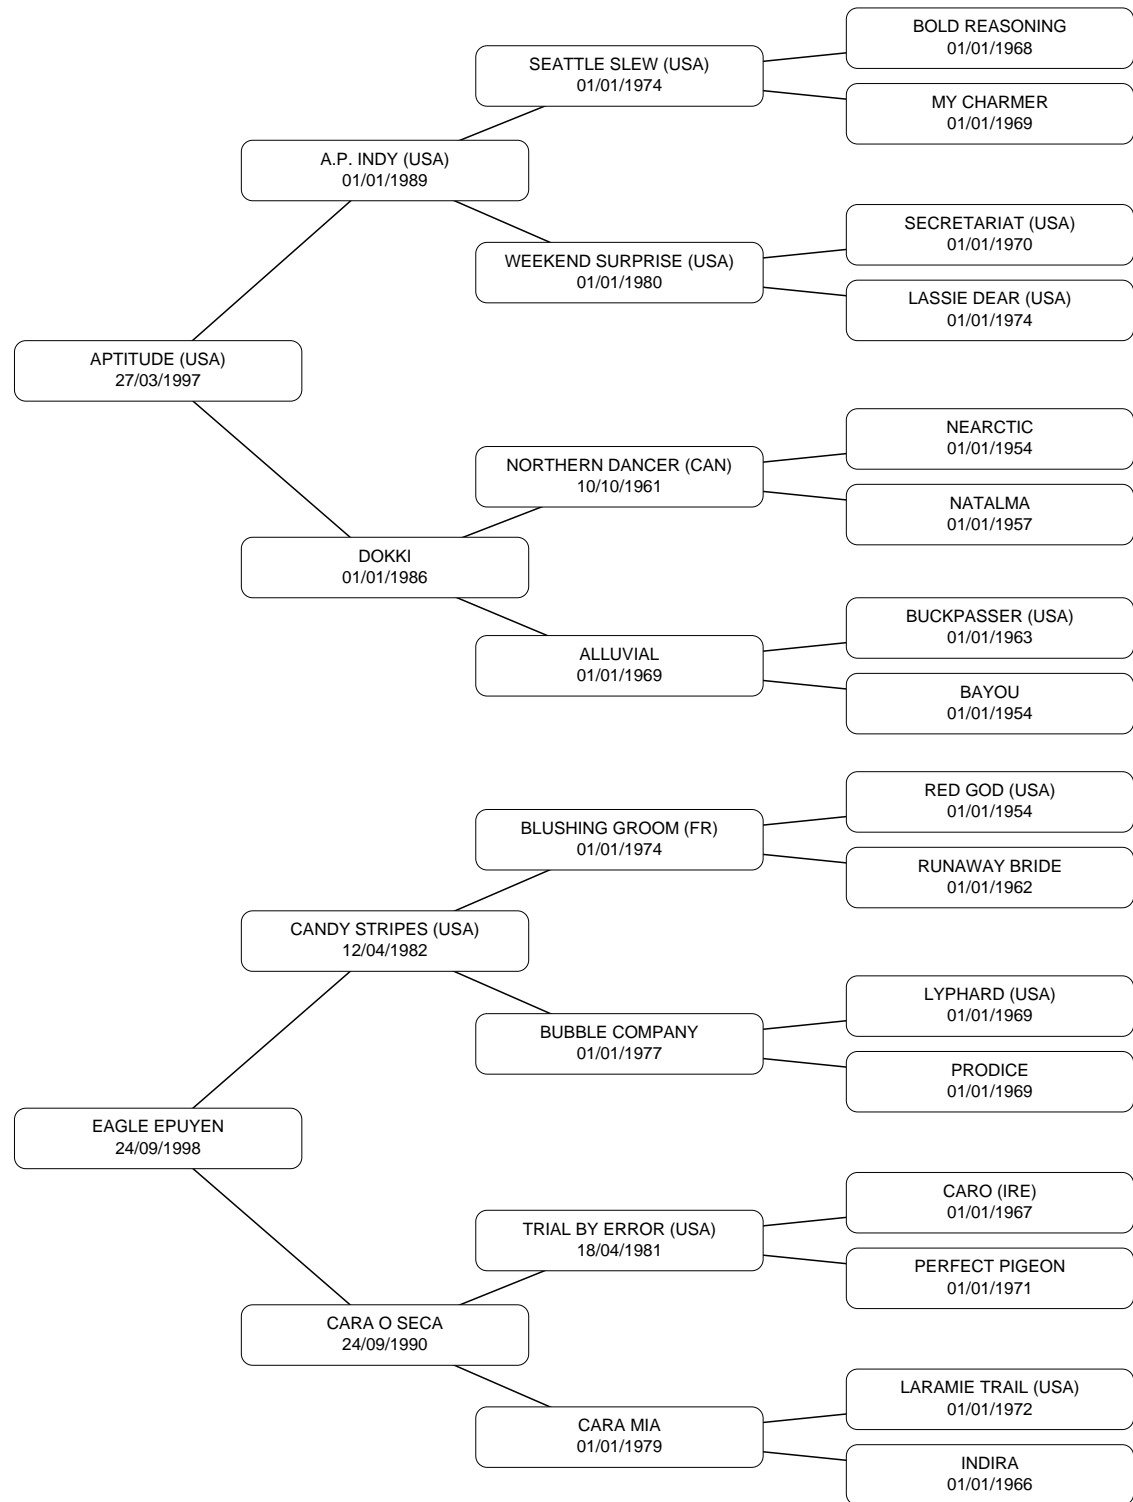 BOLD REASONING
01/01/1968
SEATTLE SLEW (USA)
01/01/1974
MY CHARMER
01/01/1969
A.P. INDY (USA)
01/01/1989
SECRETARIAT (USA)
01/01/1970
WEEKEND SURPRISE (USA)
01/01/1980
LASSIE DEAR (USA)
01/01/1974
APTITUDE (USA)
27/03/1997
NEARCTIC
01/01/1954
NORTHERN DANCER (CAN)
10/10/1961
NATALMA
01/01/1957
DOKKI
01/01/1986
BUCKPASSER (USA)
01/01/1963
ALLUVIAL
01/01/1969
BAYOU
01/01/1954
RED GOD (USA)
01/01/1954
BLUSHING GROOM (FR)
01/01/1974
RUNAWAY BRIDE
01/01/1962
CANDY STRIPES (USA)
12/04/1982
LYPHARD (USA)
01/01/1969
BUBBLE COMPANY
01/01/1977
PRODICE
01/01/1969
EAGLE EPUYEN
24/09/1998
CARO (IRE)
01/01/1967
TRIAL BY ERROR (USA)
18/04/1981
PERFECT PIGEON
01/01/1971
CARA O SECA
24/09/1990
LARAMIE TRAIL (USA)
01/01/1972
CARA MIA
01/01/1979
INDIRA
01/01/1966